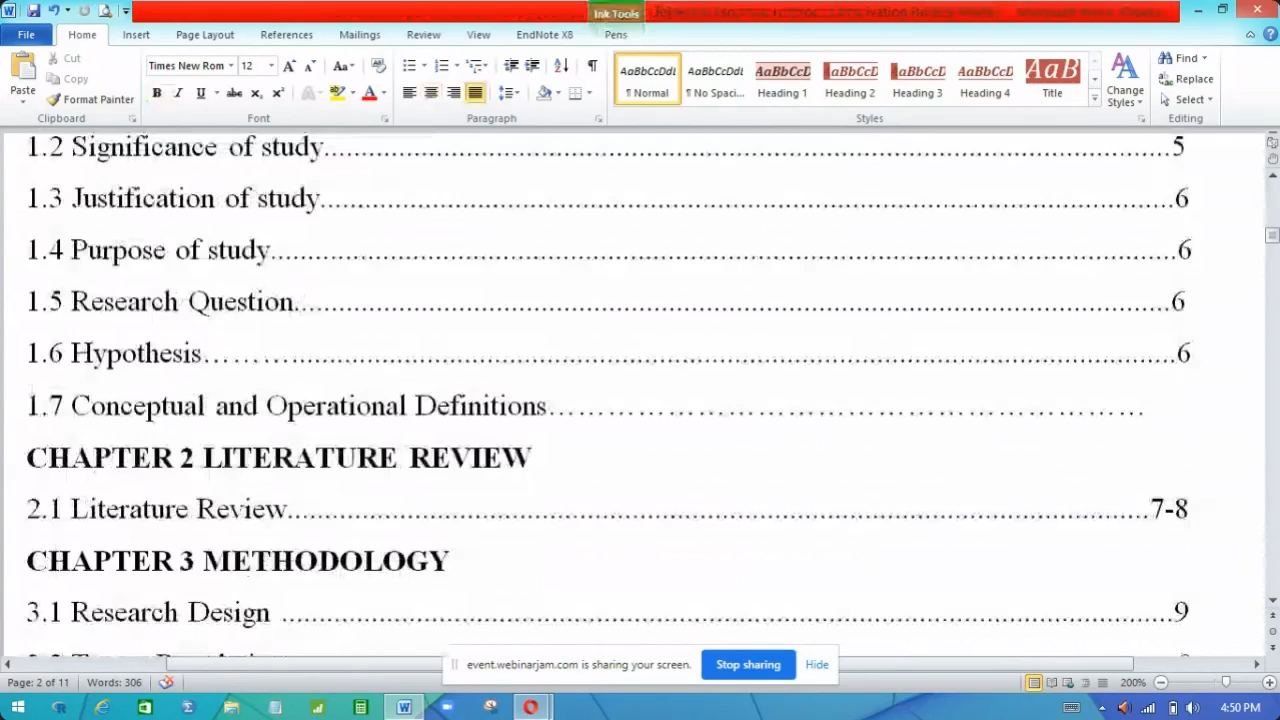 Ink Tools
File Home Insert Page Layout References Mailings Review View EndNote X8 Pens
Paste
Cut
Copy
Format Painter
Clipboard
Times New Rom 12
Font
Paragraph
AaBbCcDdI AaBbCcDdI AaBbCcD AaBbCcD AaBbCcD AaBbCcD AaB
¶ Normal ¶ No Spaci... Heading 1 Heading 2 Heading 3 Heading 4 Title
Change Styles
Styles
Find
Replace
Select
Editing
1.2 Significance of study........5
1.3 Justification of study........6
1.4 Purpose of study........6
1.5 Research Question........6
1.6 Hypothesis........6
1.7 Conceptual and Operational Definitions........
CHAPTER 2 LITERATURE REVIEW
2.1 Literature Review........7-8
CHAPTER 3 METHODOLOGY
3.1 Research Design ........9
event.webinarjam.com is sharing your screen. Stop sharing Hide
Page: 2 of 11 Words: 306 200%
4:50 PM